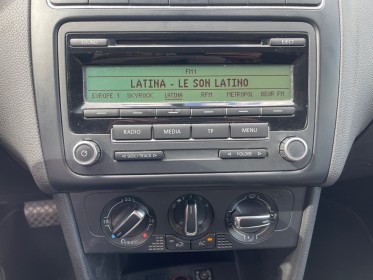 FM1
LATINA - LE SON LATINO
EUROPE 1 SKYROCK LATINA RFM METROPOL BEUR FM
RADIO MEDIA TP MENU
SEEK/TRACK FOLDER